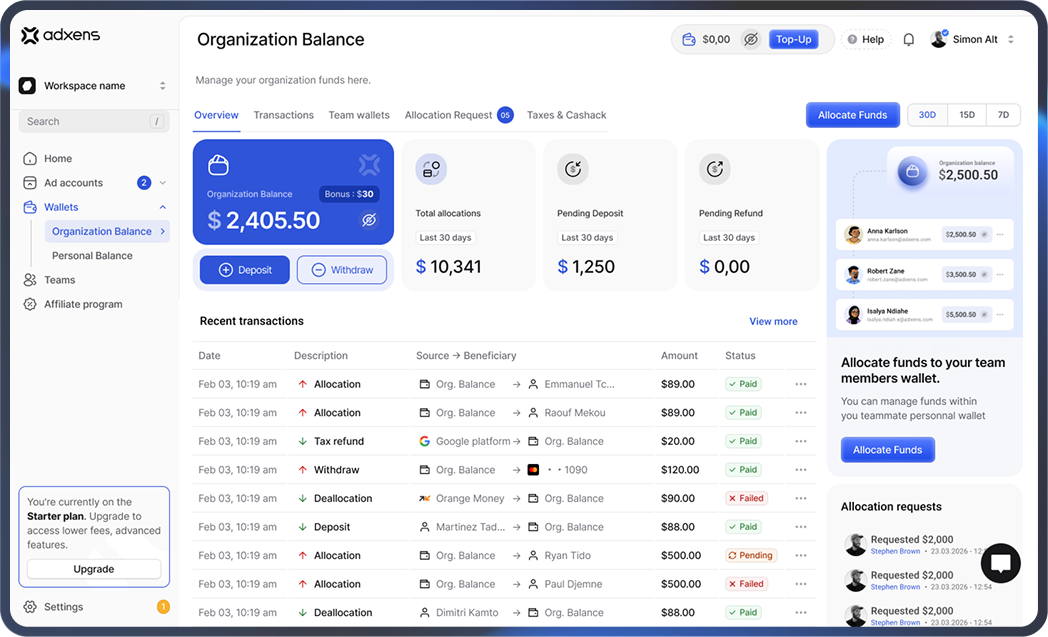 adxens
Organization Balance
$0,00
Top-Up
Help
Simon Alt
Workspace name
Manage your organization funds here.
Search /
Overview Transactions Team wallets Allocation Request 05 Taxes & Cashack
Allocate Funds
30D 15D 7D
Home
Ad accounts 2
Wallets
Organization Balance
Personal Balance
Teams
Affiliate program
Organization Balance
Bonus : $30
$ 2,405.50
Deposit
Withdraw
Total allocations
Last 30 days
$ 10,341
Pending Deposit
Last 30 days
$ 1,250
Pending Refund
Last 30 days
$ 0,00
Organization balance
$2,500.50
Anna Karlson
anna.karlson@adxens.com
$2,500.50
Robert Zane
robert.zane@adxens.com
$3,500.50
Isalya Ndiahe
isalya.ndiah e@adxens.com
$5,500.50
Allocate funds to your team
members wallet.
You can manage funds within
you teammate personnal wallet
Allocate Funds
Recent transactions
View more
Date Description Source → Beneficiary Amount Status
Feb 03, 10:19 am ↑ Allocation Org. Balance → Emmanuel Tc... $89.00 Paid
Feb 03, 10:19 am ↑ Allocation Org. Balance → Raouf Mekou $89.00 Paid
Feb 03, 10:19 am ↓ Tax refund Google platform → Org. Balance $20.00 Paid
Feb 03, 10:19 am ↑ Withdraw Org. Balance → • • 1090 $120.00 Paid
Feb 03, 10:19 am ↓ Deallocation Orange Money → Org. Balance $90.00 Failed
Feb 03, 10:19 am ↓ Deposit Martinez Tad... → Org. Balance $88.00 Paid
Feb 03, 10:19 am ↑ Allocation Org. Balance → Ryan Tido $500.00 Pending
Feb 03, 10:19 am ↑ Allocation Org. Balance → Paul Djemne $500.00 Failed
Feb 03, 10:19 am ↓ Deallocation Dimitri Kamto → Org. Balance $88.00 Paid
Allocation requests
Requested $2,000
Stephen Brown • 23.03.2026 - 12:
Requested $2,000
Stephen Brown • 23.03.2026 - 12:54
Requested $2,000
Stephen Brown • 23.03.2026 - 12:54
You're currently on the
Starter plan. Upgrade to
access lower fees, advanced
features.
Upgrade
Settings 1